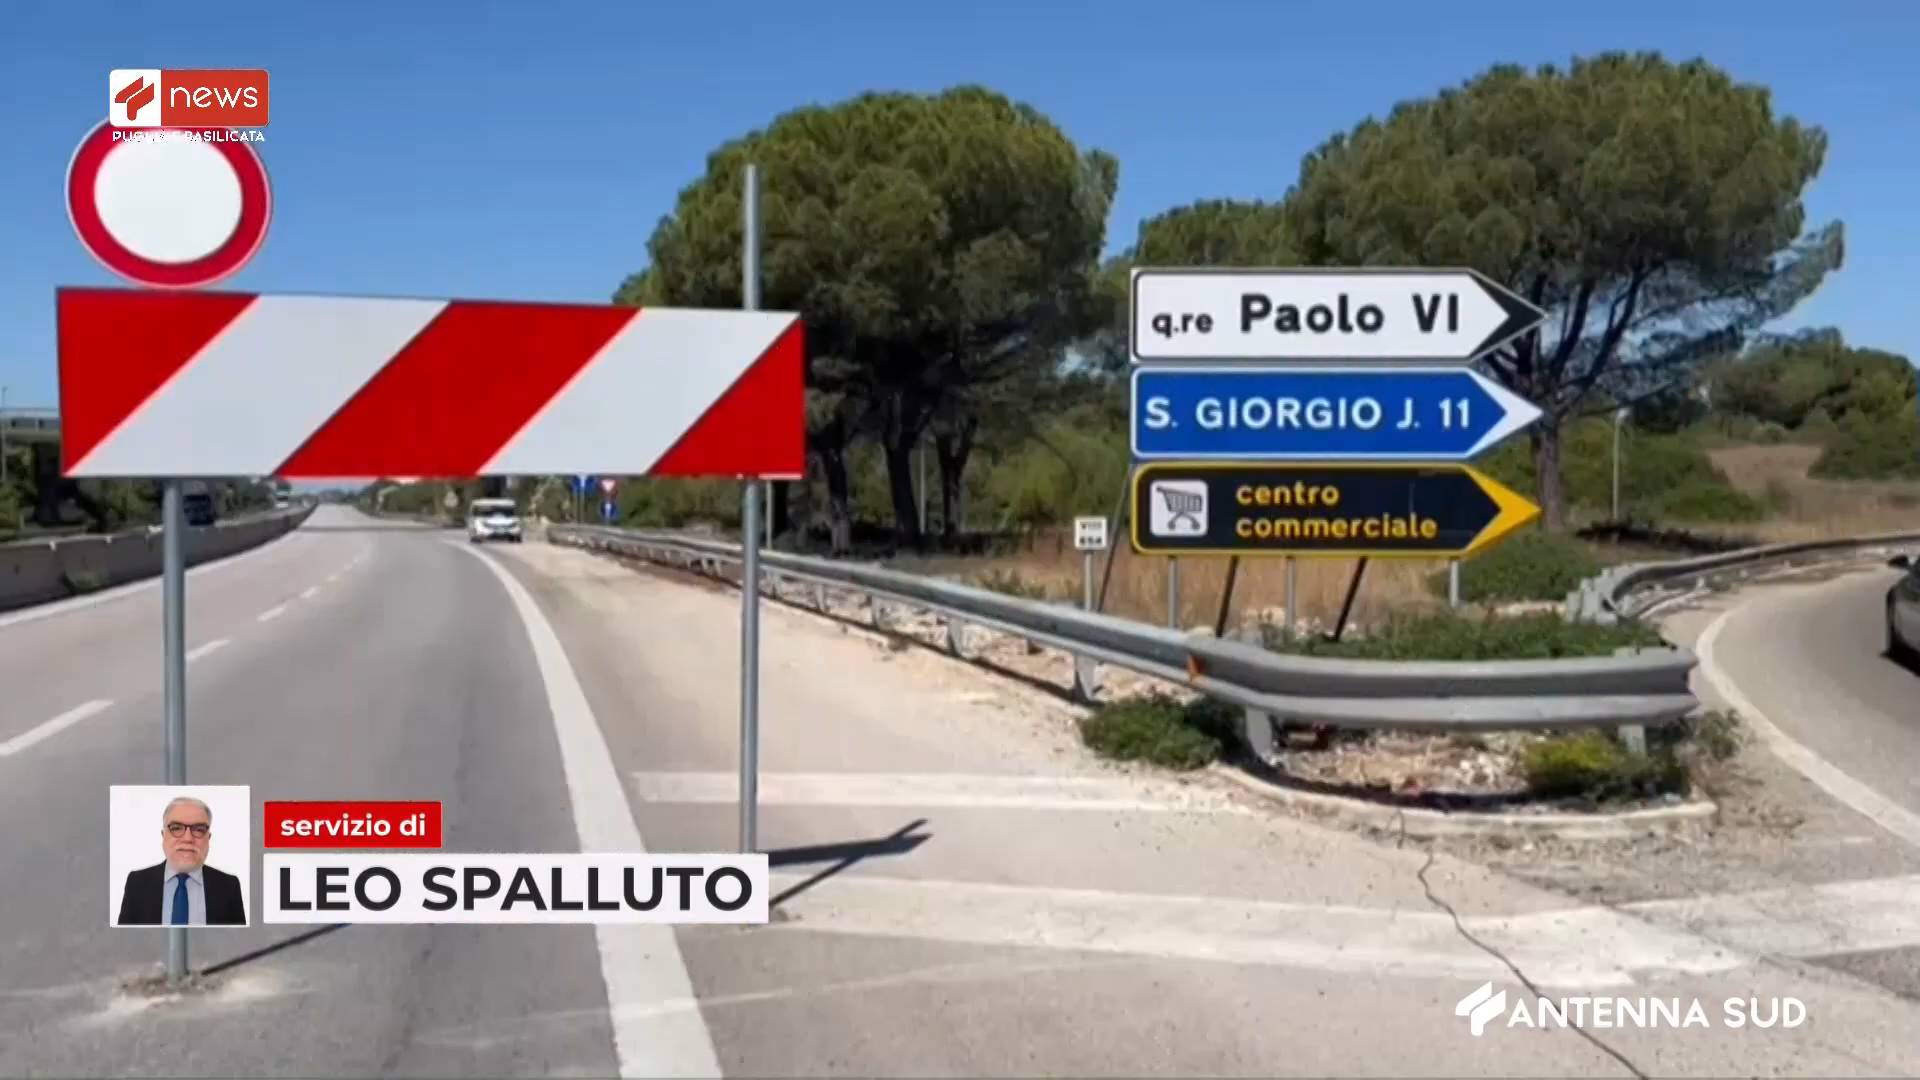 news
PUGLIA E BASILICATA
q.re Paolo VI
S. GIORGIO J. 11
centro
commerciale
servizio di
LEO SPALLUTO
ANTENNA SUD